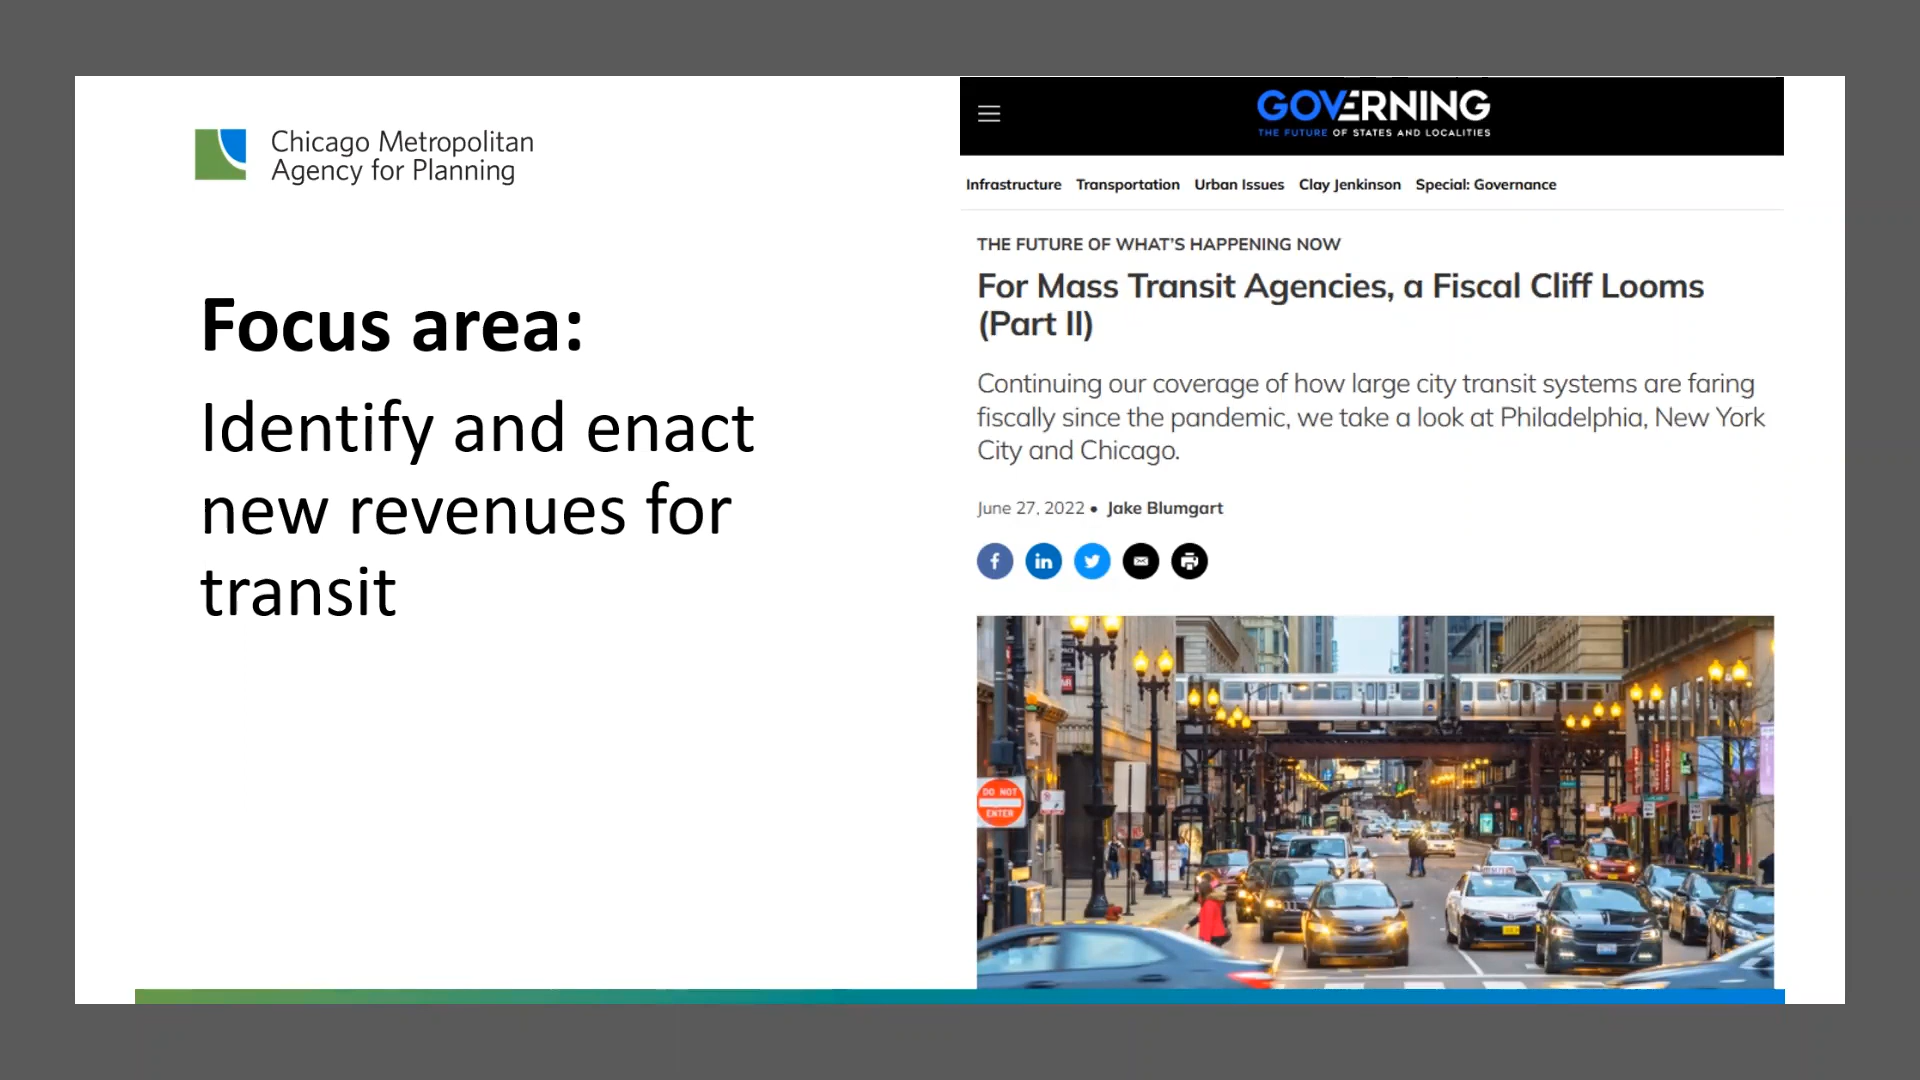 Chicago Metropolitan
Agency for Planning
Focus area:
Identify and enact
new revenues for
transit
GOVERNING
THE FUTURE OF STATES AND LOCALITIES
Infrastructure Transportation Urban Issues Clay Jenkinson Special: Governance
THE FUTURE OF WHAT'S HAPPENING NOW
For Mass Transit Agencies, a Fiscal Cliff Looms
(Part II)
Continuing our coverage of how large city transit systems are faring
fiscally since the pandemic, we take a look at Philadelphia, New York
City and Chicago.
June 27, 2022 • Jake Blumgart
f
in
DO NOT
ENTER